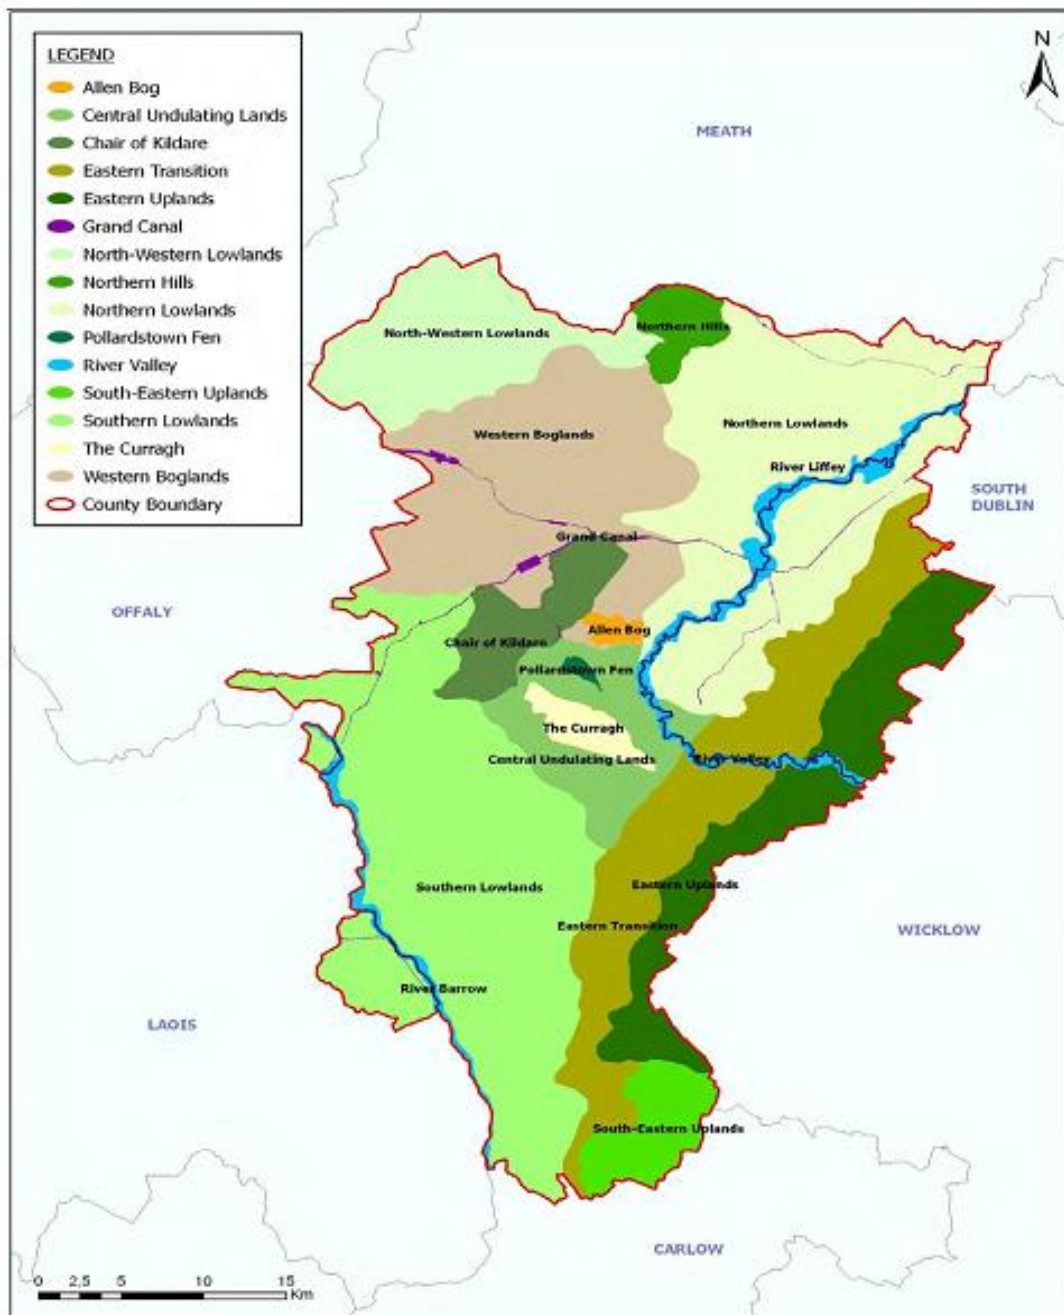 LEGEND
Allen Bog
Central Undulating Lands
Chair of Kildare
Eastern Transition
Eastern Uplands
Grand Canal
North-Western Lowlands
Northern Hills
Northern Lowlands
Pollardstown Fen
River Valley
South-Eastern Uplands
Southern Lowlands
The Curragh
Western Boglands
County Boundary
N
MEATH
Northern Hills
North-Western Lowlands
Northern Lowlands
Western Boglands
River Liffey
SOUTH
DUBLIN
Grand Canal
OFFALY
Allen Bog
Chair of Kildare
Pollardstown Fen
The Curragh
Central Undulating Lands
River Valley
Eastern Uplands
Southern Lowlands
Eastern Transition
WICKLOW
River Barrow
LAOIS
South-Eastern Uplands
CARLOW
0 2,5 5 10 15
Km